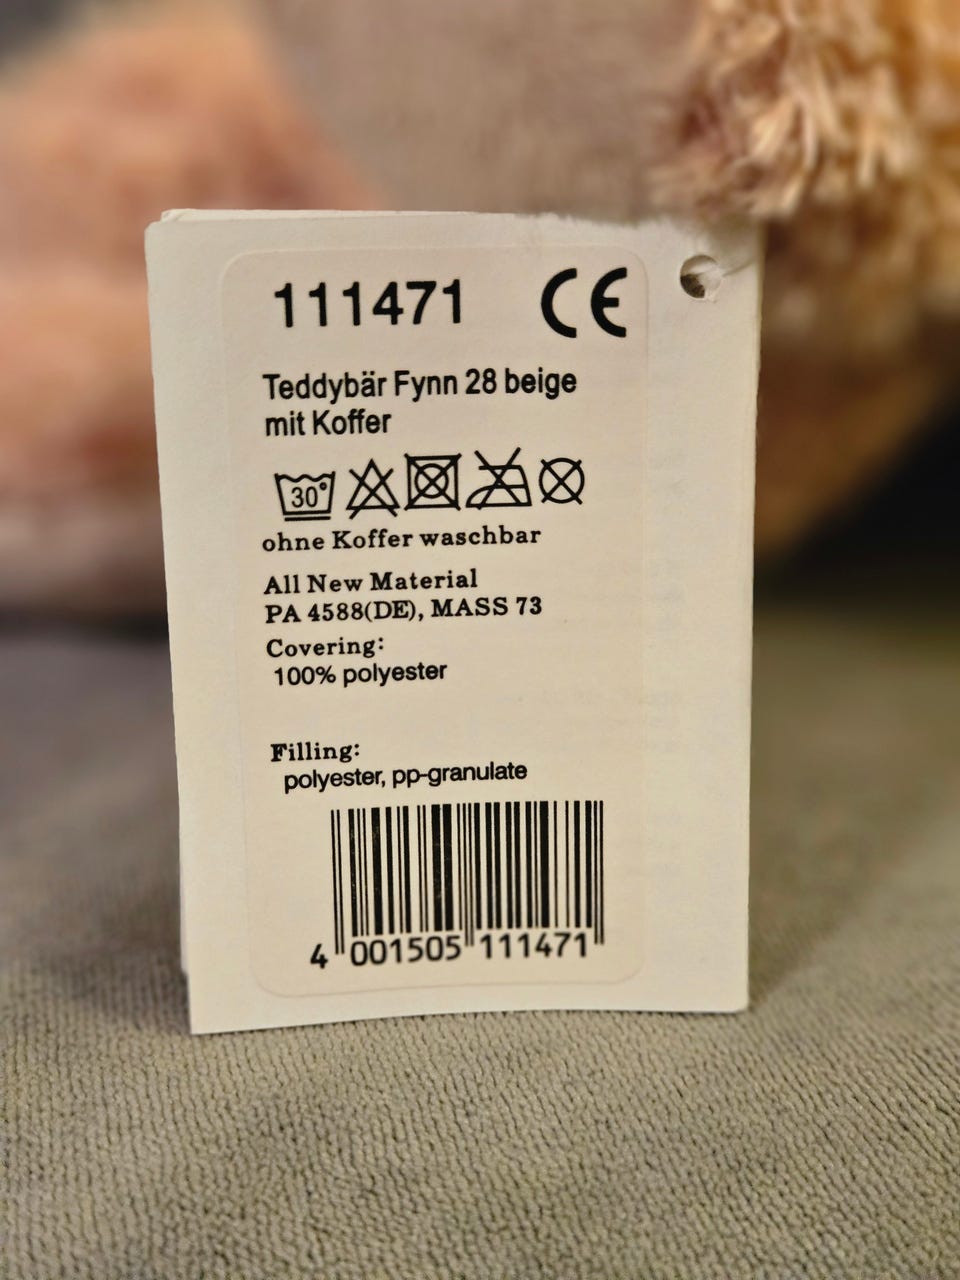 111471 CE
Teddybär Fynn 28 beige
mit Koffer
30°
ohne Koffer waschbar
All New Material
PA 4588(DE), MASS 73
Covering:
100% polyester
Filling:
polyester, pp-granulate
4 001505 111471